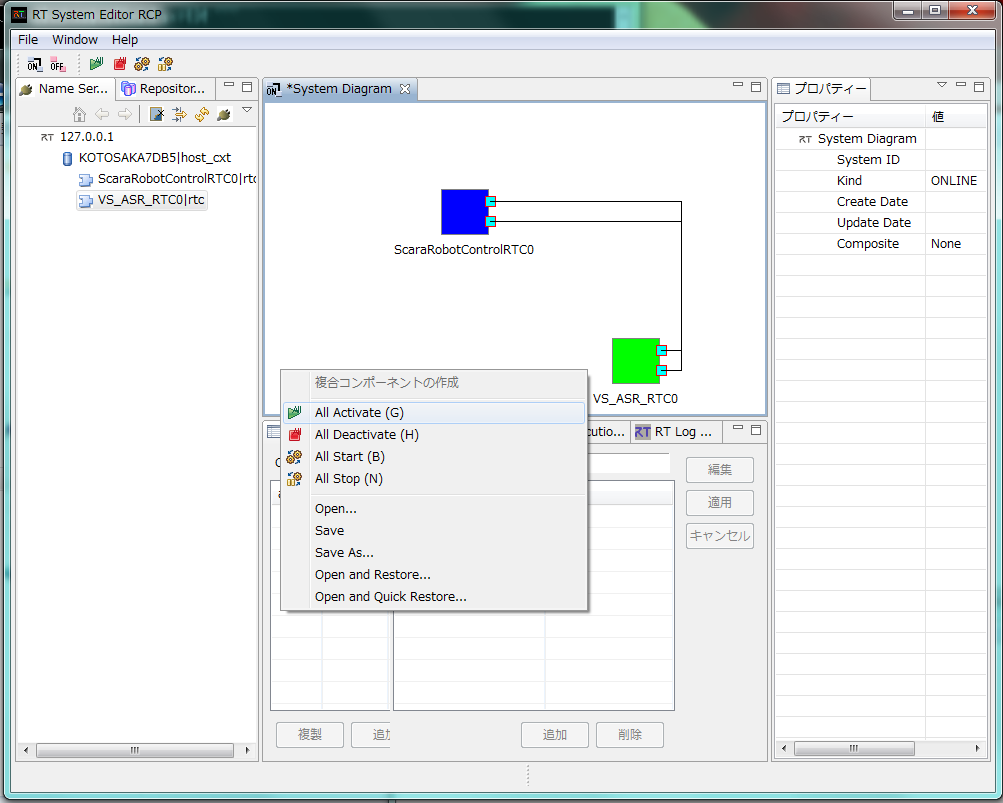 RT System Editor RCP
File Window Help
ON OFF
Name Ser... Repositor...
RT 127.0.0.1
KOTOSAKA7DB5|host_cxt
ScaraRobotControlRTC0|rtc
VS_ASR_RTC0|rtc
*System Diagram
ScaraRobotControlRTC0
VS_ASR_RTC0
複合コンポーネントの作成
All Activate (G)
All Deactivate (H)
All Start (B)
All Stop (N)
Open...
Save
Save As...
Open and Restore...
Open and Quick Restore...
cutio... RT RT Log ...
編集
適用
キャンセル
複製 追加 追加 削除
プロパティー
プロパティー 値
RT System Diagram
System ID
Kind ONLINE
Create Date
Update Date
Composite None